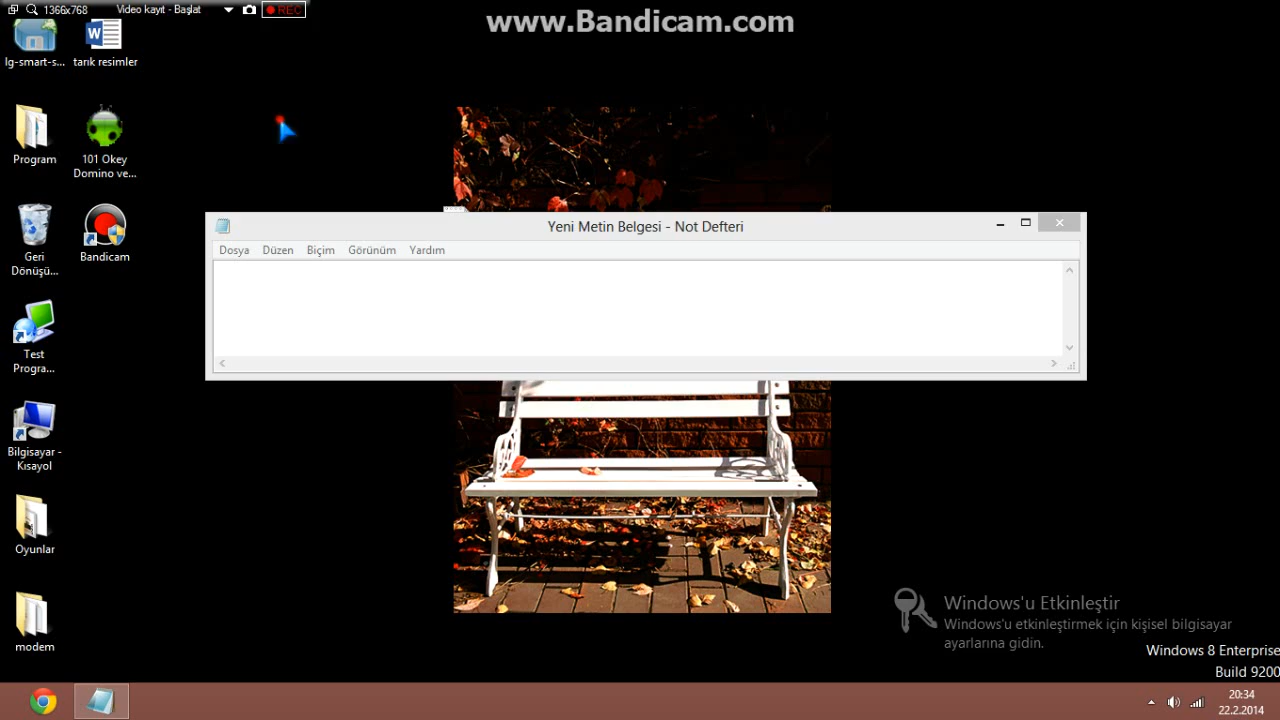 1366x768 Video kayıt - Başlat REC
www.Bandicam.com
lg-smart-s...
tarık resimler
Program
101 Okey
Domino ve...
Geri
Dönüşü...
Bandicam
Test
Progra...
Bilgisayar -
Kısayol
Oyunlar
modem
Yeni Metin Belgesi - Not Defteri
Dosya Düzen Biçim Görünüm Yardım
Windows'u Etkinleştir
Windows'u etkinleştirmek için kişisel bilgisayar
ayarlarına gidin.
Windows 8 Enterprise
Build 9200
20:34
22.2.2014